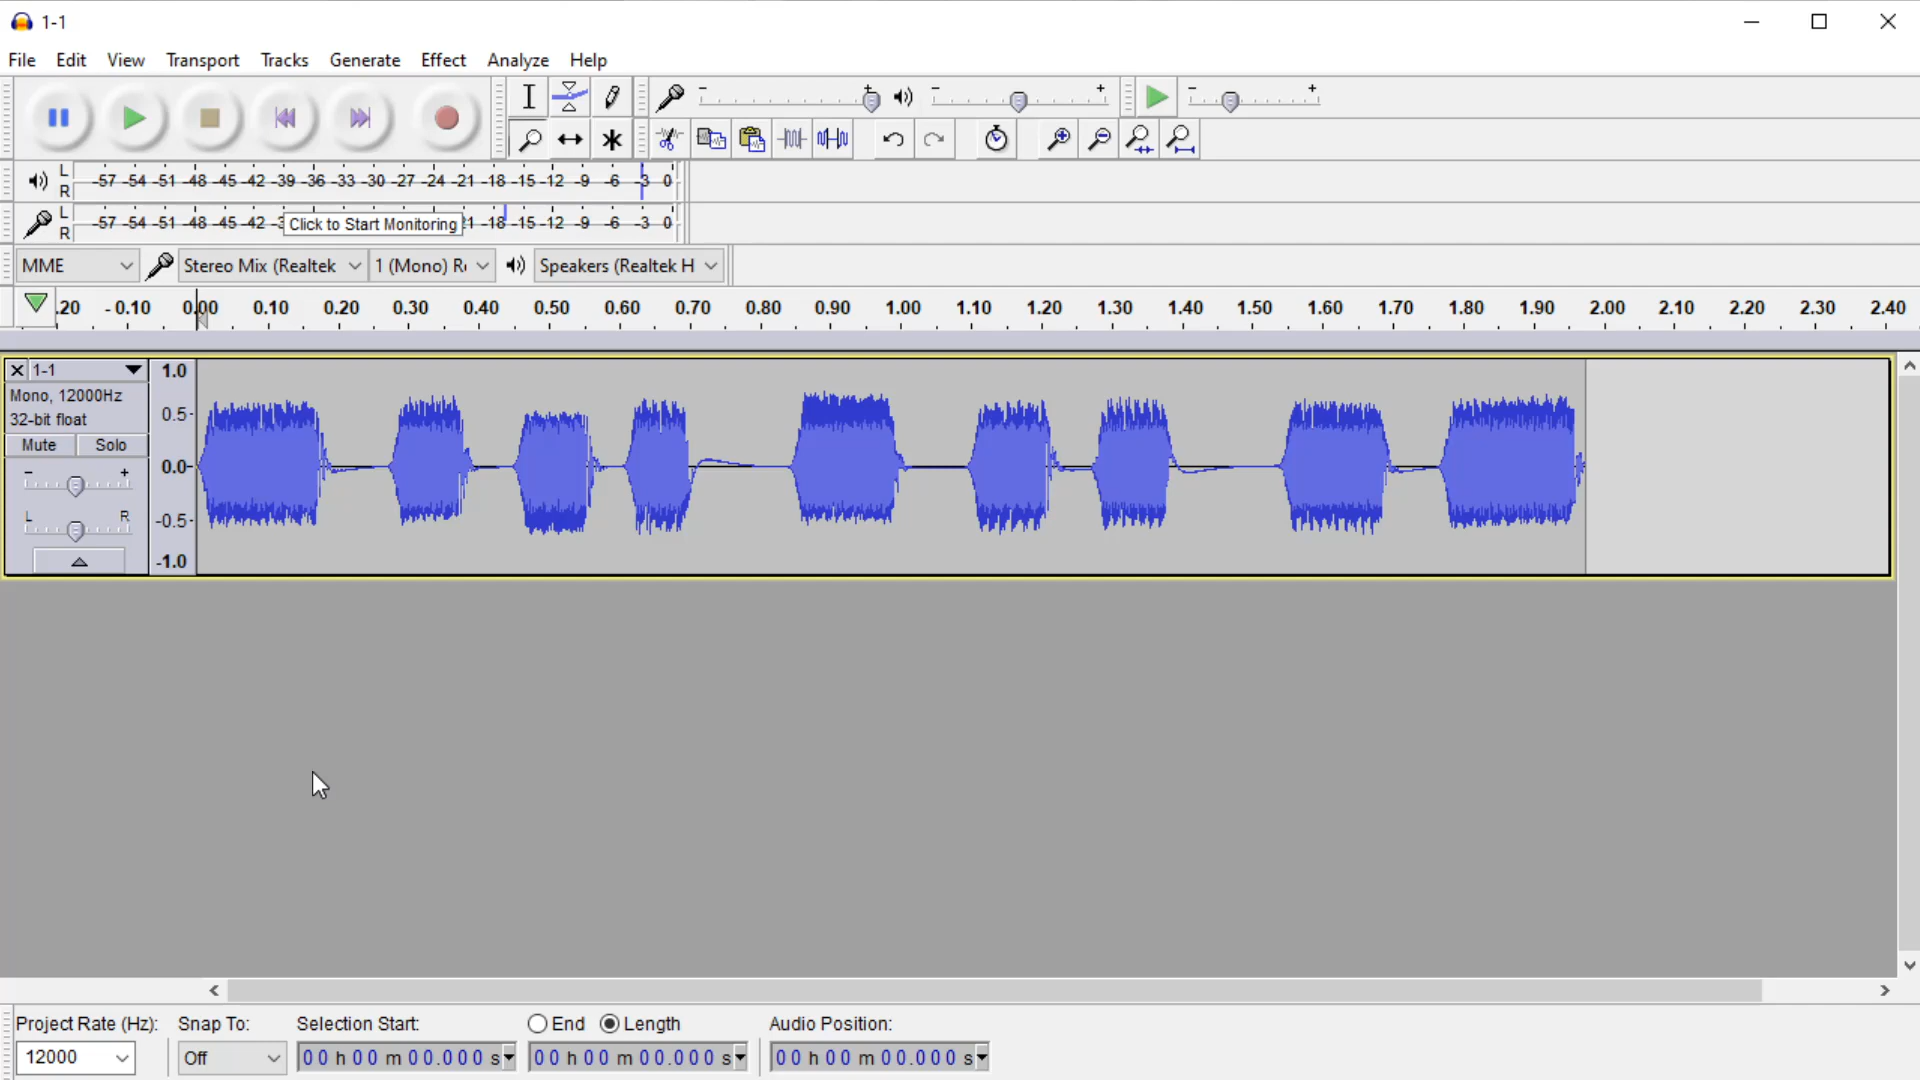 1-1
File Edit View Transport Tracks Generate Effect Analyze Help
L
R
-57 -54 -51 -48 -45 -42 -39 -36 -33 -30 -27 -24 -21 -18 -15 -12 -9 -6 -3 0
L
R
-57 -54 -51 -48 -45 -42 -3 Click to Start Monitoring 1 -18 -15 -12 -9 -6 -3 0
MME Stereo Mix (Realtek 1 (Mono) R Speakers (Realtek H
.20 -0.10 0.00 0.10 0.20 0.30 0.40 0.50 0.60 0.70 0.80 0.90 1.00 1.10 1.20 1.30 1.40 1.50 1.60 1.70 1.80 1.90 2.00 2.10 2.20 2.30 2.40
1-1
Mono, 12000Hz
32-bit float
Mute Solo
- +
L R
1.0
0.5
0.0
-0.5
-1.0
Project Rate (Hz): Snap To: Selection Start: End Length Audio Position:
12000 Off 00 h 00 m 00.000 s 00 h 00 m 00.000 s 00 h 00 m 00.000 s